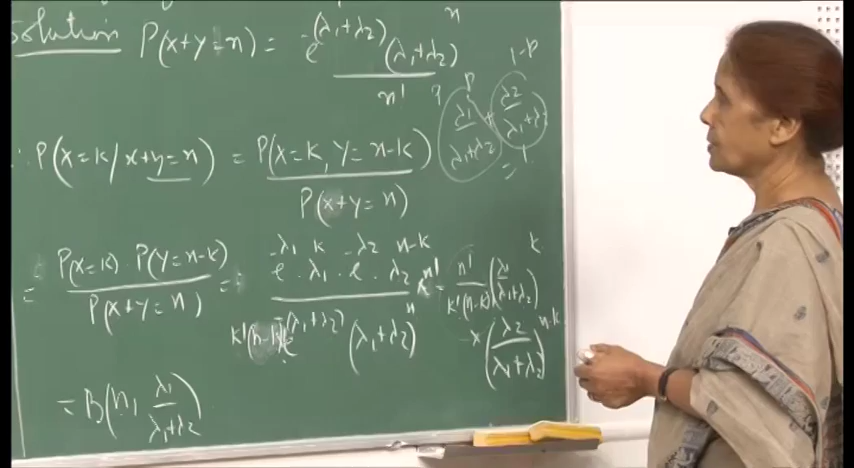 Solution P(X+Y=n) = e^-(λ1+λ2) (λ1+λ2)^n / n!
∴ P(X=k/X+Y=n) = P(X=k, Y=n-k) / P(X+Y=n)
p 1-p
λ1/(λ1+λ2) + λ2/(λ1+λ2) = 1
= P(X=k) · P(Y=n-k) / P(X+Y=n) = e^-λ1 · λ1^k · e^-λ2 · λ2^n-k × n! / k!(n-k)! e^-(λ1+λ2) (λ1+λ2)^n = n! / k!(n-k)! (λ1/(λ1+λ2))^k
× (λ2/(λ1+λ2))^n-k
= B(n, λ1/(λ1+λ2))